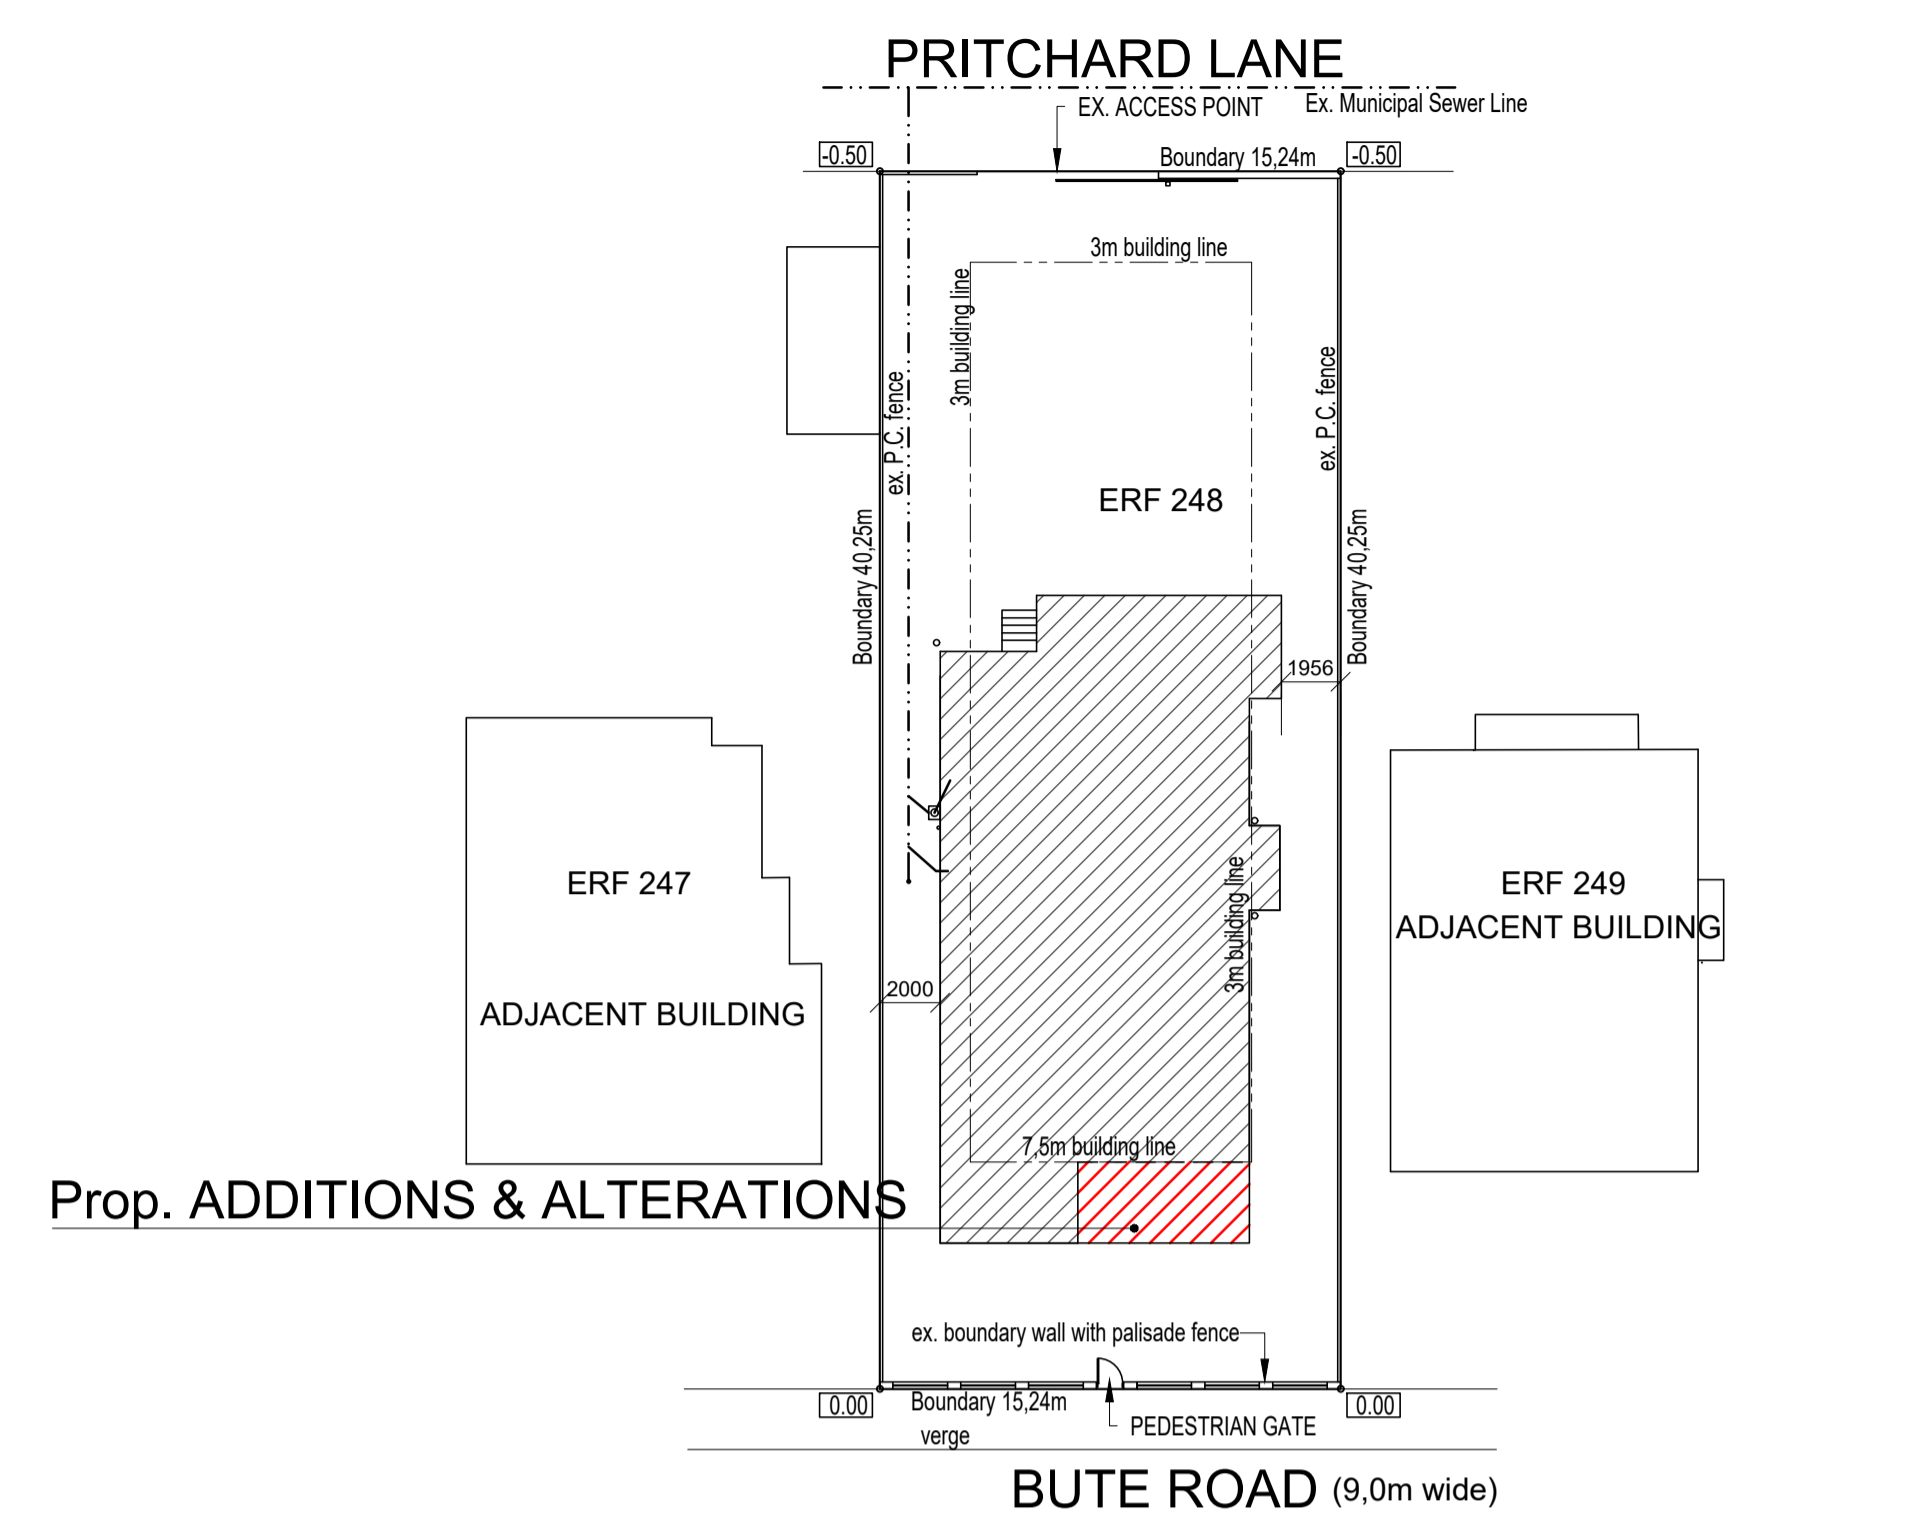 PRITCHARD LANE
EX. ACCESS POINT
Ex. Municipal Sewer Line
-0.50
Boundary 15,24m
-0.50
3m building line
3m building line
ex. P.C. fence
ex. P.C. fence
ERF 248
Boundary 40,25m
Boundary 40,25m
1956
ERF 247
ADJACENT BUILDING
ERF 249
ADJACENT BUILDING
3m building line
2000
7,5m building line
Prop. ADDITIONS & ALTERATIONS
ex. boundary wall with palisade fence
0.00
Boundary 15,24m
verge
PEDESTRIAN GATE
0.00
BUTE ROAD (9,0m wide)